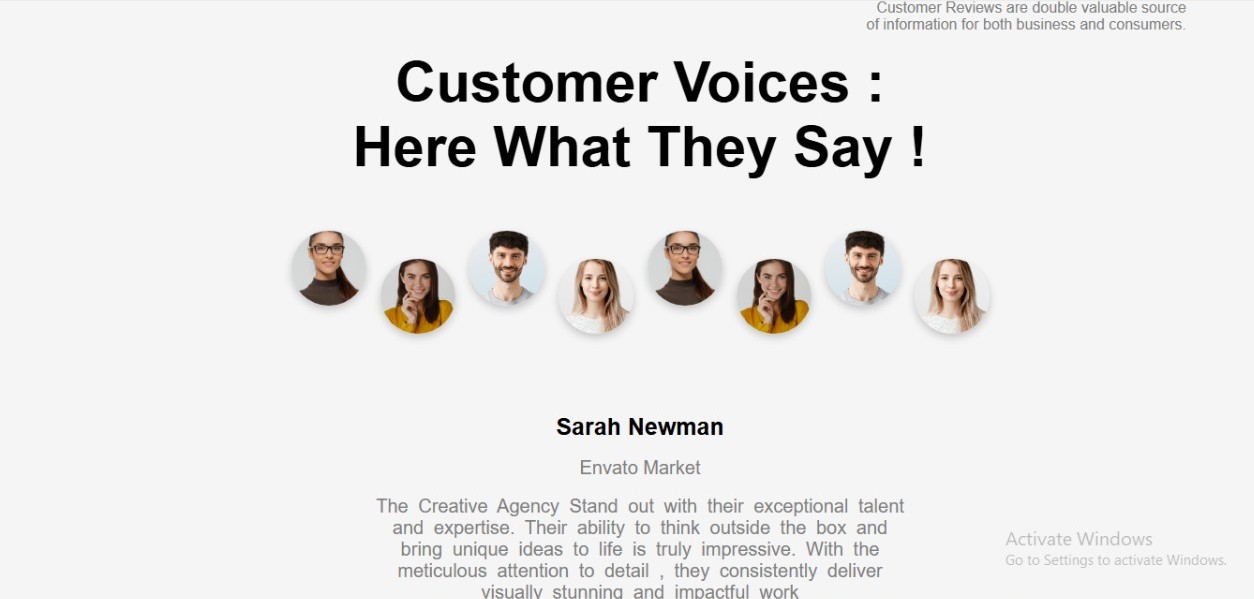 Customer Reviews are double valuable source
of information for both business and consumers.
Customer Voices :
Here What They Say !
Sarah Newman
Envato Market
The Creative Agency Stand out with their exceptional talent
and expertise. Their ability to think outside the box and
bring unique ideas to life is truly impressive. With the
meticulous attention to detail , they consistently deliver
visually stunning and impactful work
Activate Windows
Go to Settings to activate Windows.